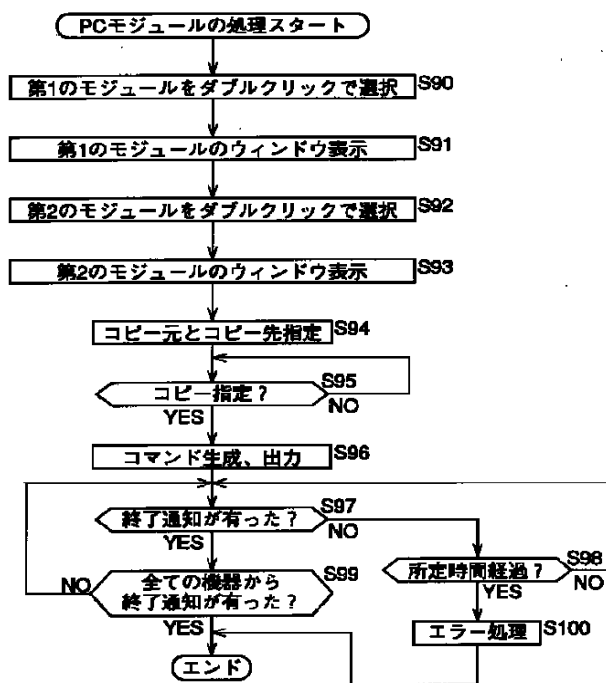 PCモジュールの処理スタート
第1のモジュールをダブルクリックで選択 S90
第1のモジュールのウィンドウ表示 S91
第2のモジュールをダブルクリックで選択 S92
第2のモジュールのウィンドウ表示 S93
コピー元とコピー先指定 S94
コピー指定？ S95
YES NO
コマンド生成、出力 S96
終了通知が有った？ S97
YES NO
所定時間経過？ S98
YES NO
全ての機器から
終了通知が有った？ S99
NO
YES
エラー処理 S100
エンド